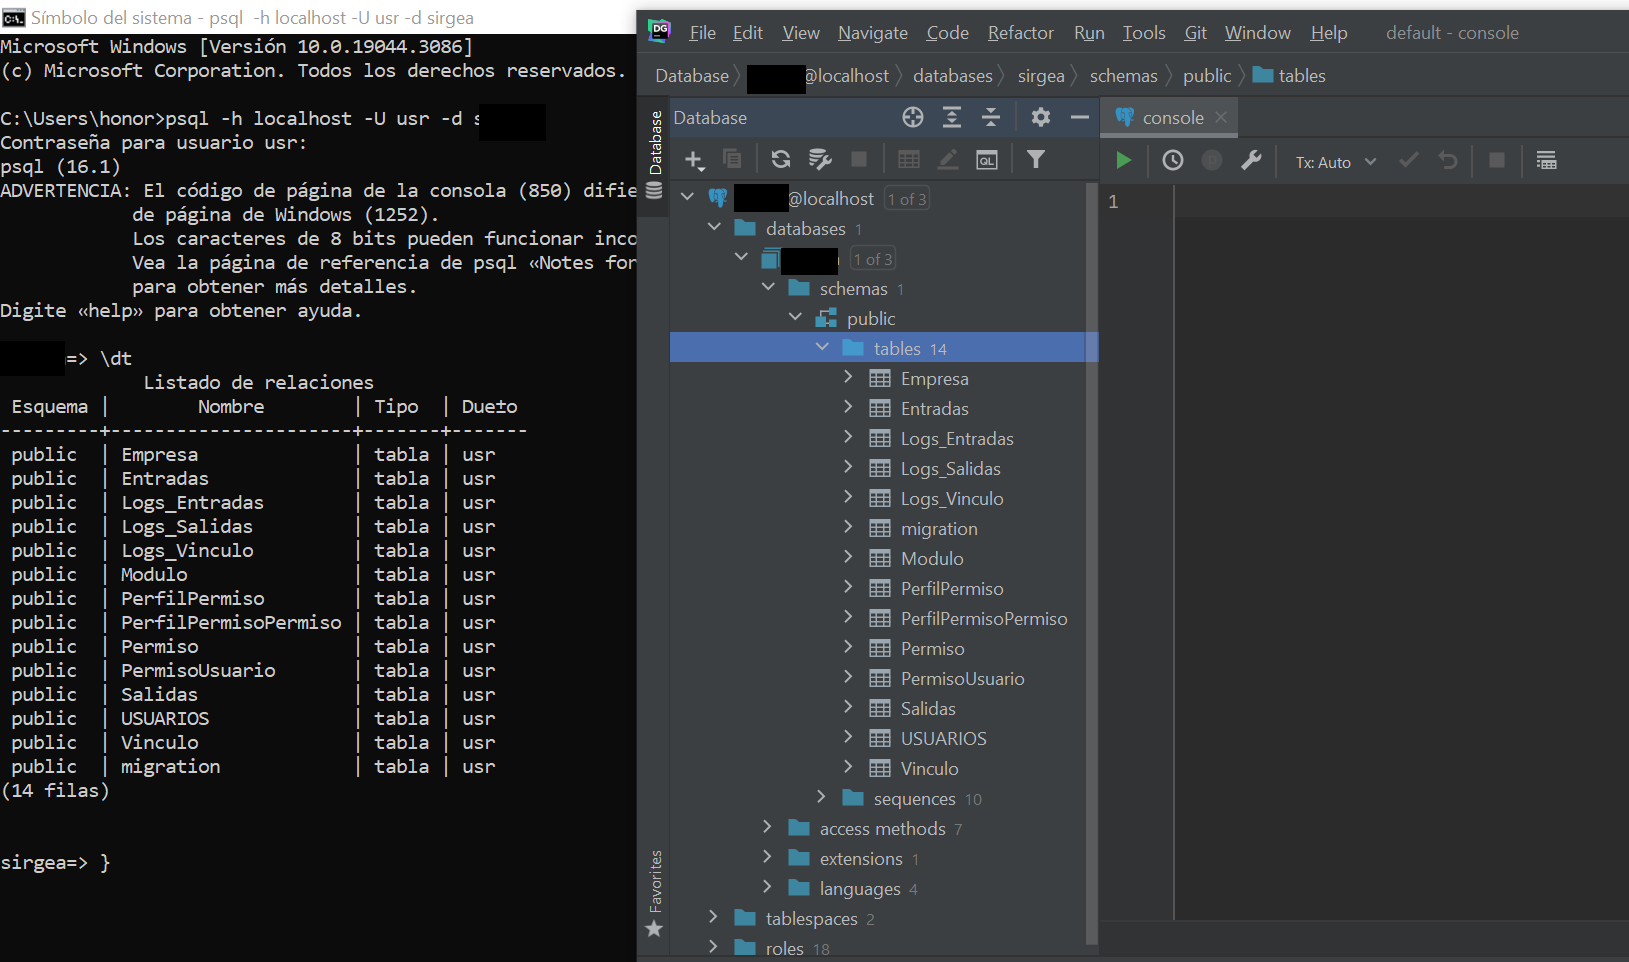 Símbolo del sistema - psql  -h localhost -U usr -d sirgea
Microsoft Windows [Versión 10.0.19044.3086]
(c) Microsoft Corporation. Todos los derechos reservados.
C:\Users\honor>psql -h localhost -U usr -d s
Contraseña para usuario usr:
psql (16.1)
ADVERTENCIA: El código de página de la consola (850) difie
            de página de Windows (1252).
            Los caracteres de 8 bits pueden funcionar inco
            Vea la página de referencia de psql «Notes for
            para obtener más detalles.
Digite «help» para obtener ayuda.
=> \dt
             Listado de relaciones
 Esquema |        Nombre        | Tipo  | Due±o
---------+----------------------+-------+-------
 public  | Empresa              | tabla | usr
 public  | Entradas             | tabla | usr
 public  | Logs_Entradas        | tabla | usr
 public  | Logs_Salidas         | tabla | usr
 public  | Logs_Vinculo         | tabla | usr
 public  | Modulo               | tabla | usr
 public  | PerfilPermiso        | tabla | usr
 public  | PerfilPermisoPermiso | tabla | usr
 public  | Permiso              | tabla | usr
 public  | PermisoUsuario       | tabla | usr
 public  | Salidas              | tabla | usr
 public  | USUARIOS             | tabla | usr
 public  | Vinculo              | tabla | usr
 public  | migration            | tabla | usr
(14 filas)
sirgea=> }
DG File Edit View Navigate Code Refactor Run Tools Git Window Help default - console
Database @localhost databases sirgea schemas public tables
Database
Favorites
Database
console
Tx: Auto
QL
@localhost 1 of 3
databases 1
1 of 3
schemas 1
public
tables 14
Empresa
Entradas
Logs_Entradas
Logs_Salidas
Logs_Vinculo
migration
Modulo
PerfilPermiso
PerfilPermisoPermiso
Permiso
PermisoUsuario
Salidas
USUARIOS
Vinculo
sequences 10
access methods 7
extensions 1
languages 4
tablespaces 2
roles 18
1